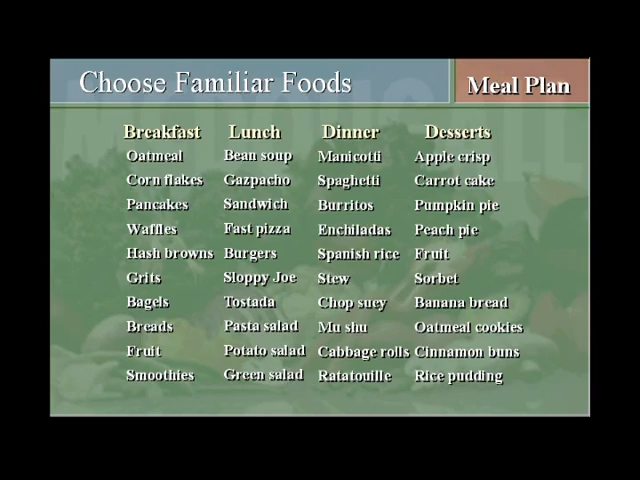 Choose Familiar Foods
Meal Plan
Breakfast Lunch Dinner Desserts
Oatmeal Bean soup Manicotti Apple crisp
Corn flakes Gazpacho Spaghetti Carrot cake
Pancakes Sandwich Burritos Pumpkin pie
Waffles Fast pizza Enchiladas Peach pie
Hash browns Burgers Spanish rice Fruit
Grits Sloppy Joe Stew Sorbet
Bagels Tostada Chop suey Banana bread
Breads Pasta salad Mu shu Oatmeal cookies
Fruit Potato salad Cabbage rolls Cinnamon buns
Smoothies Green salad Ratatouille Rice pudding